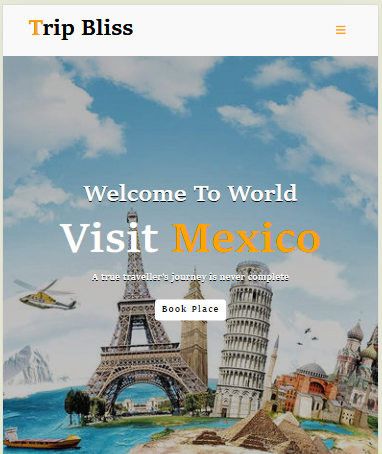 Trip Bliss
Welcome To World
Visit Mexico
A true traveller's journey is never complete
Book Place